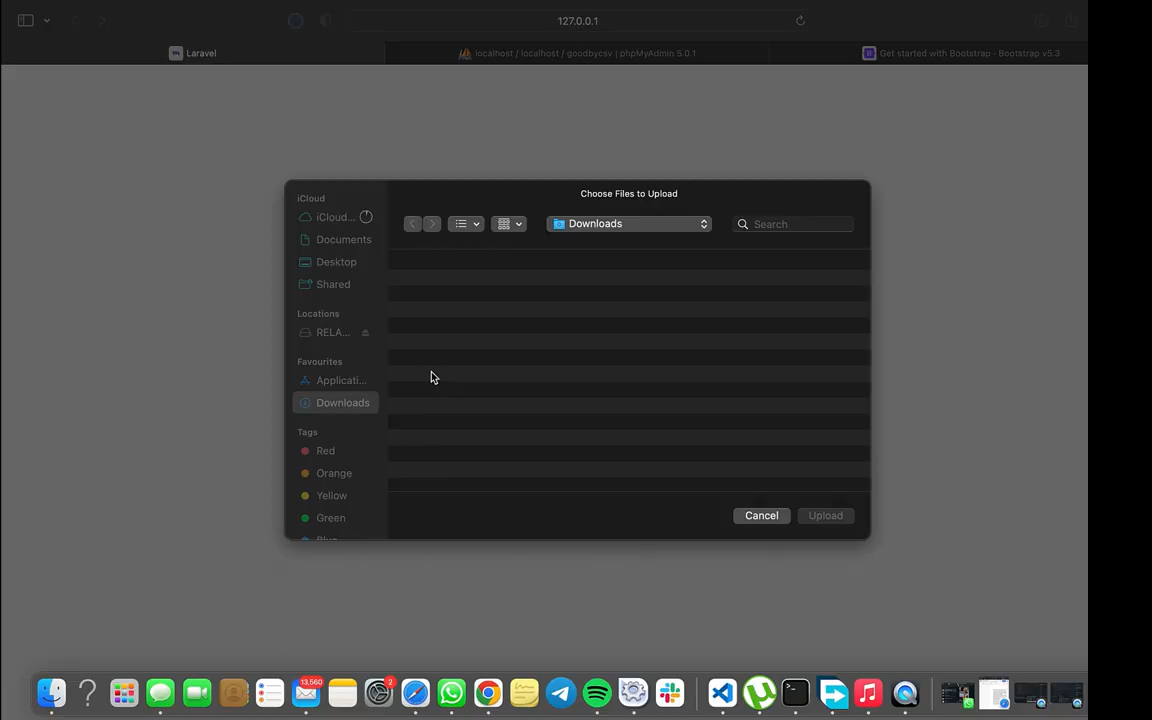 127.0.0.1
Laravel
localhost / localhost / goodbycsv | phpMyAdmin 5.0.1
Get started with Bootstrap · Bootstrap v5.3
Choose Files to Upload
iCloud
iCloud...
Documents
Desktop
Shared
Locations
RELA...
Favourites
Applicati...
Downloads
Tags
Red
Orange
Yellow
Green
Blue
Downloads
Search
Cancel
Upload
13,560
2